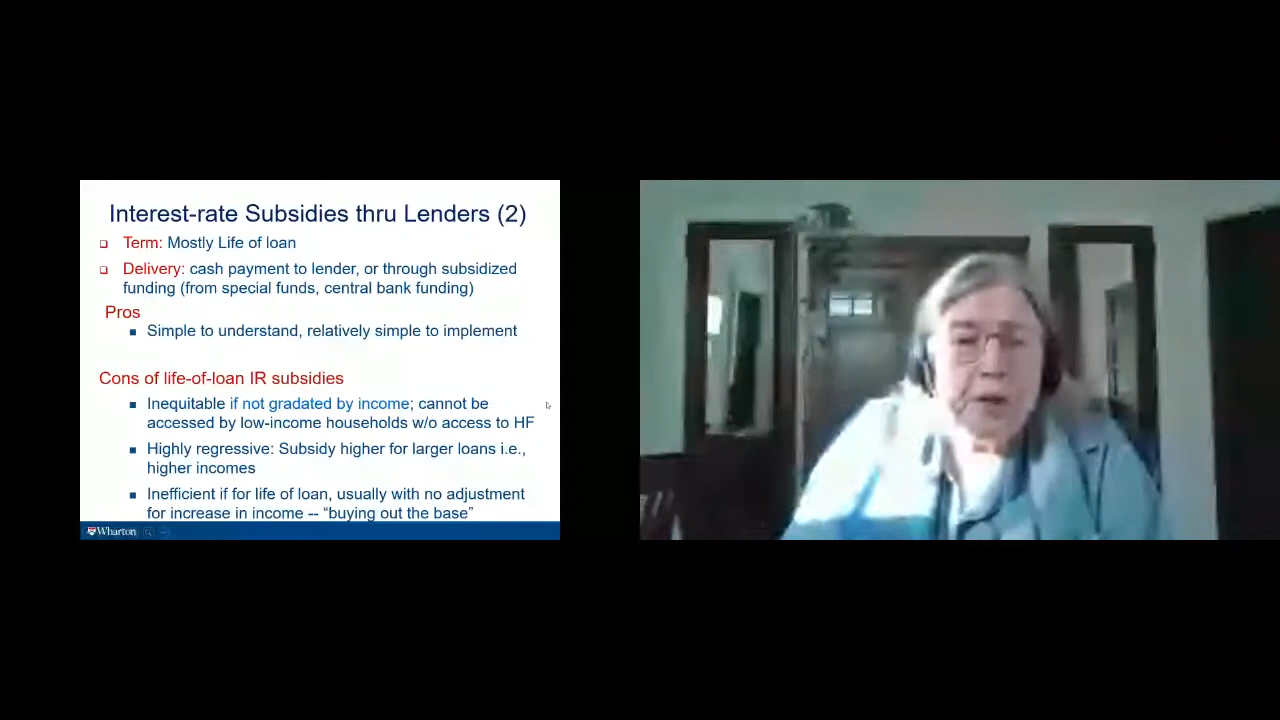 Interest-rate Subsidies thru Lenders (2)
Term: Mostly Life of loan
Delivery: cash payment to lender, or through subsidized
funding (from special funds, central bank funding)
Pros
Simple to understand, relatively simple to implement
Cons of life-of-loan IR subsidies
Inequitable if not gradated by income; cannot be
accessed by low-income households w/o access to HF
Highly regressive: Subsidy higher for larger loans i.e.,
higher incomes
Inefficient if for life of loan, usually with no adjustment
for increase in income -- “buying out the base”
Wharton